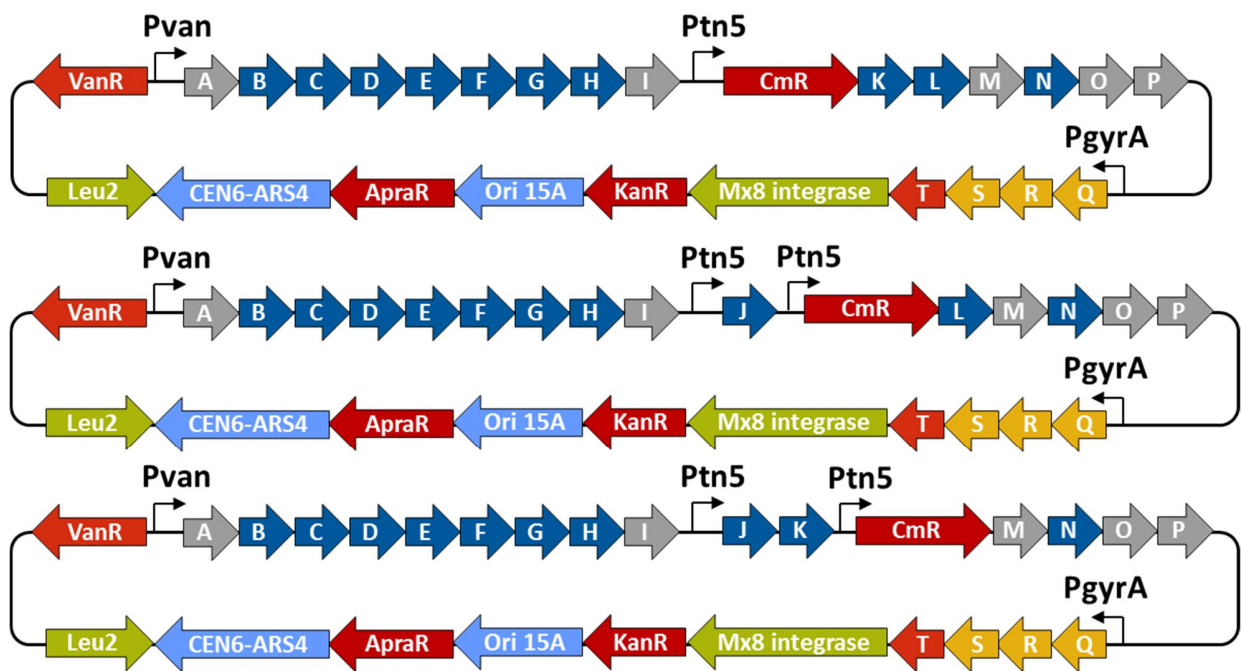 Pvan Ptn5
VanR A B C D E F G H I CmR K L M N O P
PgyrA
Leu2 CEN6-ARS4 ApraR Ori 15A KanR Mx8 integrase T S R Q
Pvan Ptn5 Ptn5
VanR A B C D E F G H I J CmR L M N O P
PgyrA
Leu2 CEN6-ARS4 ApraR Ori 15A KanR Mx8 integrase T S R Q
Pvan Ptn5 Ptn5
VanR A B C D E F G H I J K CmR M N O P
PgyrA
Leu2 CEN6-ARS4 ApraR Ori 15A KanR Mx8 integrase T S R Q